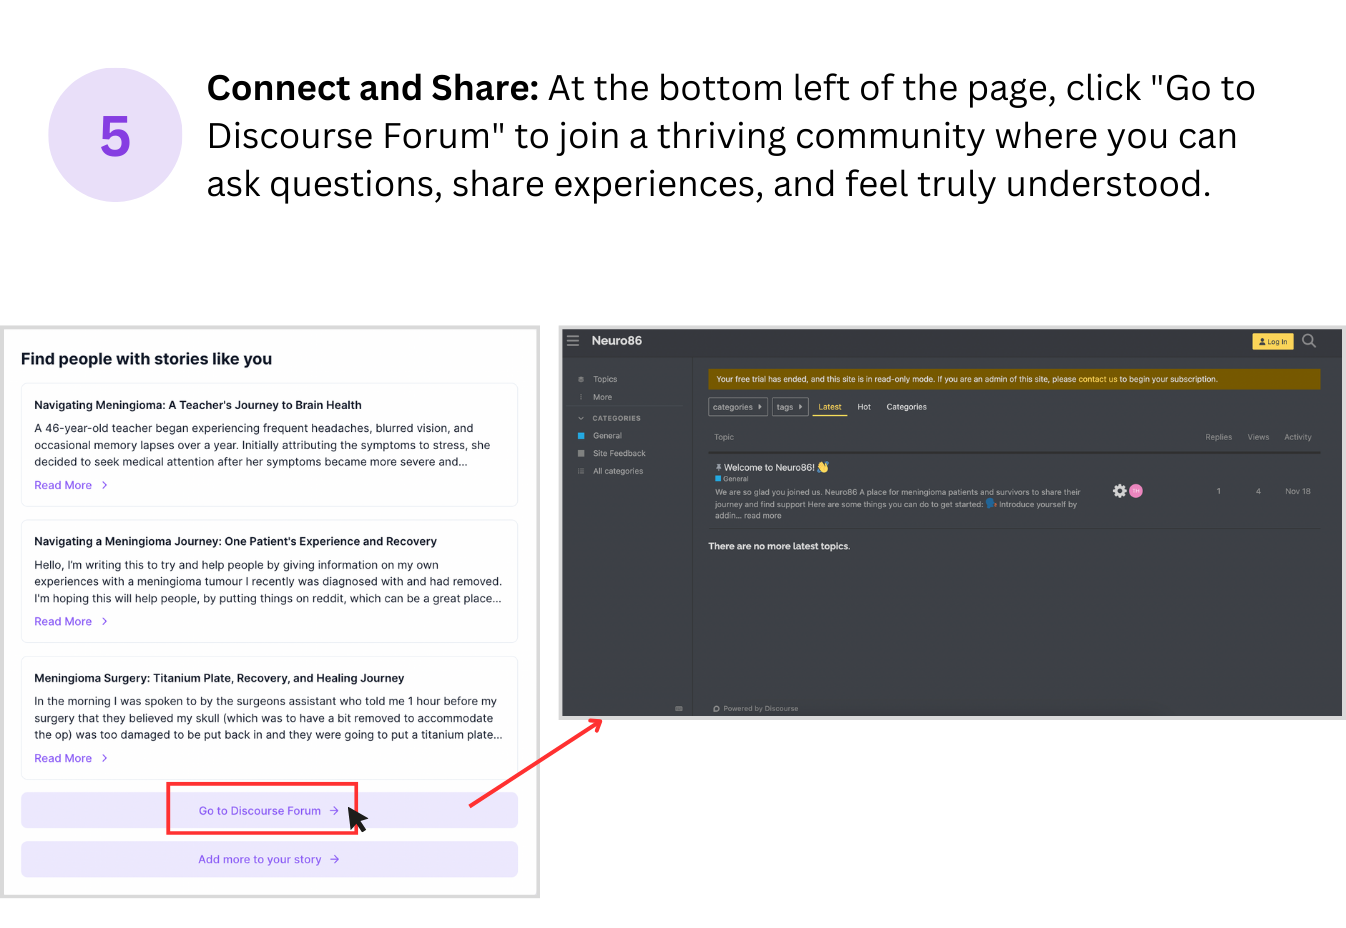 5
Connect and Share: At the bottom left of the page, click "Go to
Discourse Forum" to join a thriving community where you can
ask questions, share experiences, and feel truly understood.
Find people with stories like you
Navigating Meningioma: A Teacher's Journey to Brain Health
A 46-year-old teacher began experiencing frequent headaches, blurred vision, and
occasional memory lapses over a year. Initially attributing the symptoms to stress, she
decided to seek medical attention after her symptoms became more severe and...
Read More
Navigating a Meningioma Journey: One Patient's Experience and Recovery
Hello, I'm writing this to try and help people by giving information on my own
experiences with a meningioma tumour I recently was diagnosed with and had removed.
I'm hoping this will help people, by putting things on reddit, which can be a great place...
Read More
Meningioma Surgery: Titanium Plate, Recovery, and Healing Journey
In the morning I was spoken to by the surgeons assistant who told me 1 hour before my
surgery that they believed my skull (which was to have a bit removed to accommodate
the op) was too damaged to be put back in and they were going to put a titanium plate...
Read More
Go to Discourse Forum
Add more to your story
Neuro86
Log In
Topics
More
CATEGORIES
General
Site Feedback
All categories
Your free trial has ended, and this site is in read-only mode. If you are an admin of this site, please contact us to begin your subscription.
categories
tags
Latest
Hot
Categories
Topic
Replies
Views
Activity
Welcome to Neuro86!
General
We are so glad you joined us. Neuro86 A place for meningioma patients and survivors to share their
journey and find support Here are some things you can do to get started: Introduce yourself by
addin... read more
1
4
Nov 18
There are no more latest topics.
Powered by Discourse